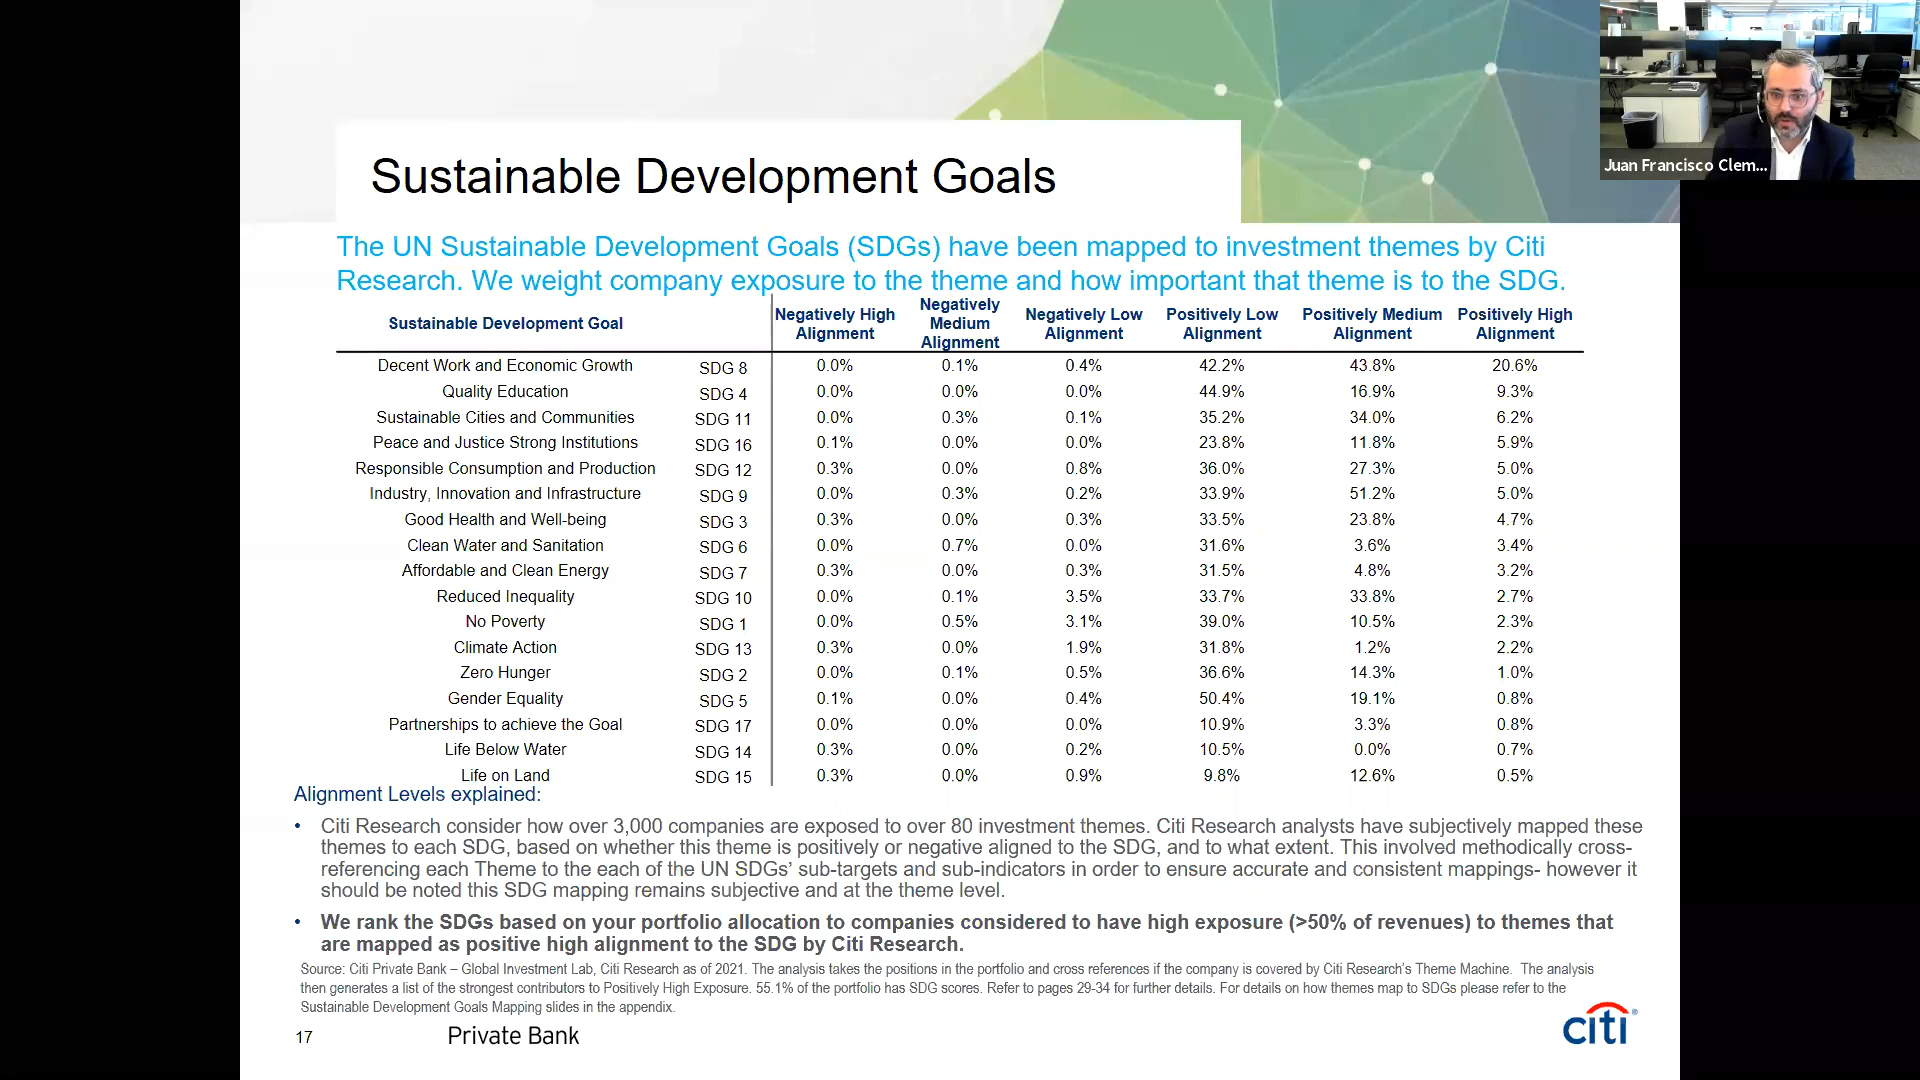 Sustainable Development Goals
Juan Francisco Clem...
The UN Sustainable Development Goals (SDGs) have been mapped to investment themes by Citi
Research. We weight company exposure to the theme and how important that theme is to the SDG.
Sustainable Development Goal Negatively High Alignment Negatively Medium Alignment Negatively Low Alignment Positively Low Alignment Positively Medium Alignment Positively High Alignment
Decent Work and Economic Growth SDG 8 0.0% 0.1% 0.4% 42.2% 43.8% 20.6%
Quality Education SDG 4 0.0% 0.0% 0.0% 44.9% 16.9% 9.3%
Sustainable Cities and Communities SDG 11 0.0% 0.3% 0.1% 35.2% 34.0% 6.2%
Peace and Justice Strong Institutions SDG 16 0.1% 0.0% 0.0% 23.8% 11.8% 5.9%
Responsible Consumption and Production SDG 12 0.3% 0.0% 0.8% 36.0% 27.3% 5.0%
Industry, Innovation and Infrastructure SDG 9 0.0% 0.3% 0.2% 33.9% 51.2% 5.0%
Good Health and Well-being SDG 3 0.3% 0.0% 0.3% 33.5% 23.8% 4.7%
Clean Water and Sanitation SDG 6 0.0% 0.7% 0.0% 31.6% 3.6% 3.4%
Affordable and Clean Energy SDG 7 0.3% 0.0% 0.3% 31.5% 4.8% 3.2%
Reduced Inequality SDG 10 0.0% 0.1% 3.5% 33.7% 33.8% 2.7%
No Poverty SDG 1 0.0% 0.5% 3.1% 39.0% 10.5% 2.3%
Climate Action SDG 13 0.3% 0.0% 1.9% 31.8% 1.2% 2.2%
Zero Hunger SDG 2 0.0% 0.1% 0.5% 36.6% 14.3% 1.0%
Gender Equality SDG 5 0.1% 0.0% 0.4% 50.4% 19.1% 0.8%
Partnerships to achieve the Goal SDG 17 0.0% 0.0% 0.0% 10.9% 3.3% 0.8%
Life Below Water SDG 14 0.3% 0.0% 0.2% 10.5% 0.0% 0.7%
Life on Land SDG 15 0.3% 0.0% 0.9% 9.8% 12.6% 0.5%
Alignment Levels explained:
• Citi Research consider how over 3,000 companies are exposed to over 80 investment themes. Citi Research analysts have subjectively mapped these
themes to each SDG, based on whether this theme is positively or negative aligned to the SDG, and to what extent. This involved methodically cross-
referencing each Theme to the each of the UN SDGs' sub-targets and sub-indicators in order to ensure accurate and consistent mappings- however it
should be noted this SDG mapping remains subjective and at the theme level.
• We rank the SDGs based on your portfolio allocation to companies considered to have high exposure (>50% of revenues) to themes that
are mapped as positive high alignment to the SDG by Citi Research.
Source: Citi Private Bank – Global Investment Lab, Citi Research as of 2021. The analysis takes the positions in the portfolio and cross references if the company is covered by Citi Research's Theme Machine. The analysis
then generates a list of the strongest contributors to Positively High Exposure. 55.1% of the portfolio has SDG scores. Refer to pages 29-34 for further details. For details on how themes map to SDGs please refer to the
Sustainable Development Goals Mapping slides in the appendix.
17 Private Bank
citi®